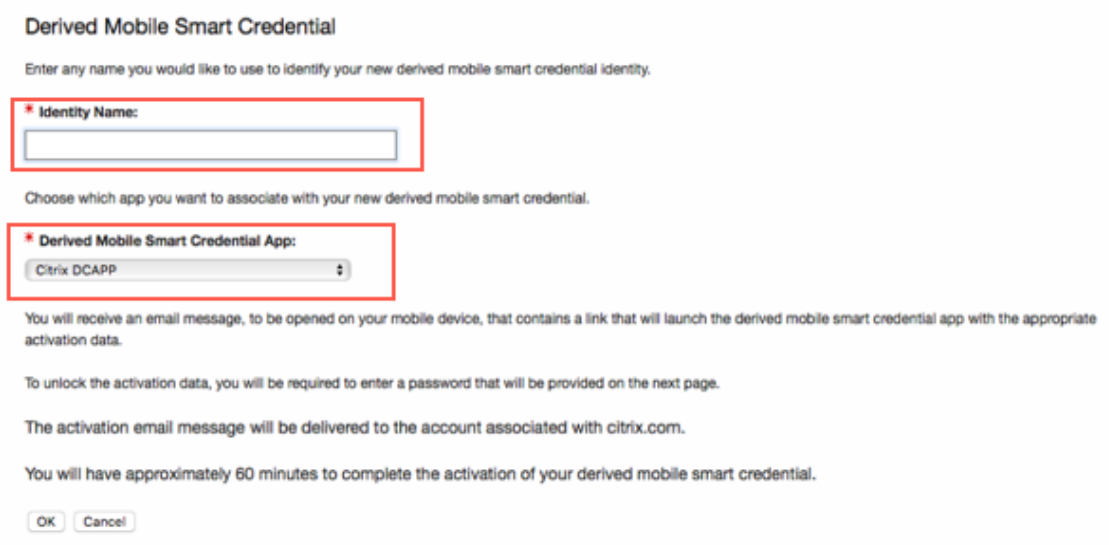 Derived Mobile Smart Credential
Enter any name you would like to use to identify your new derived mobile smart credential identity.
* Identity Name:
Choose which app you want to associate with your new derived mobile smart credential.
* Derived Mobile Smart Credential App:
Citrix DCAPP
You will receive an email message, to be opened on your mobile device, that contains a link that will launch the derived mobile smart credential app with the appropriate
activation data.
To unlock the activation data, you will be required to enter a password that will be provided on the next page.
The activation email message will be delivered to the account associated with citrix.com.
You will have approximately 60 minutes to complete the activation of your derived mobile smart credential.
OK Cancel